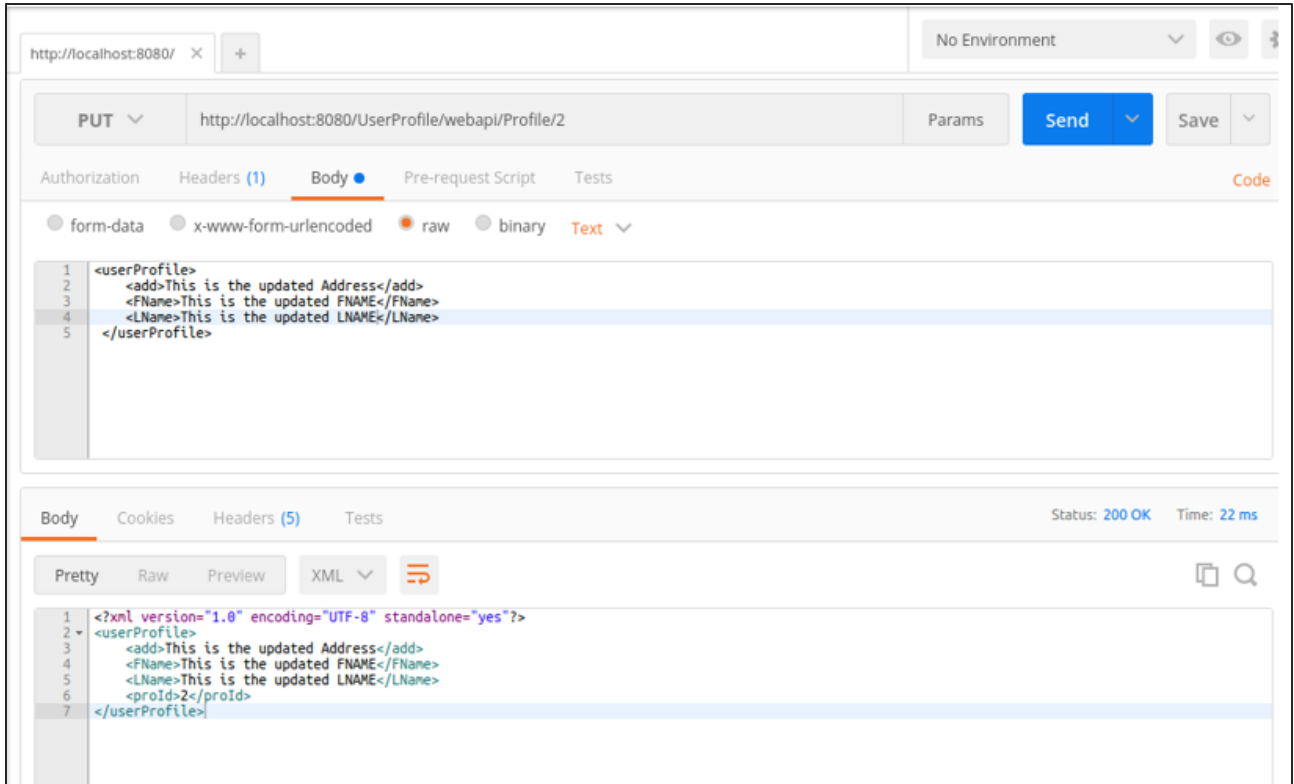 http://localhost:8080/ × +
No Environment
PUT http://localhost:8080/UserProfile/webapi/Profile/2 Params Send Save
Authorization Headers (1) Body Pre-request Script Tests Code
form-data x-www-form-urlencoded raw binary Text
1 <userProfile>
2 <add>This is the updated Address</add>
3 <FName>This is the updated FNAME</FName>
4 <LName>This is the updated LNAME</LName>
5 </userProfile>
Body Cookies Headers (5) Tests Status: 200 OK Time: 22 ms
Pretty Raw Preview XML
1 <?xml version="1.0" encoding="UTF-8" standalone="yes"?>
2 <userProfile>
3 <add>This is the updated Address</add>
4 <FName>This is the updated FNAME</FName>
5 <LName>This is the updated LNAME</LName>
6 <proId>2</proId>
7 </userProfile>